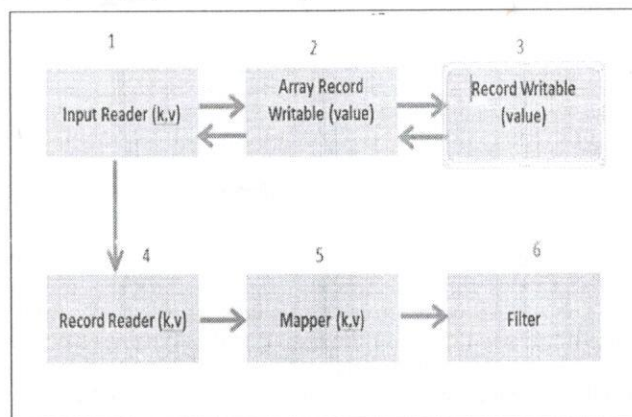 1
2
3
Input Reader (k,v)
Array Record
Writable (value)
Record Writable
(value)
4
5
6
Record Reader (k,v)
Mapper (k,v)
Filter